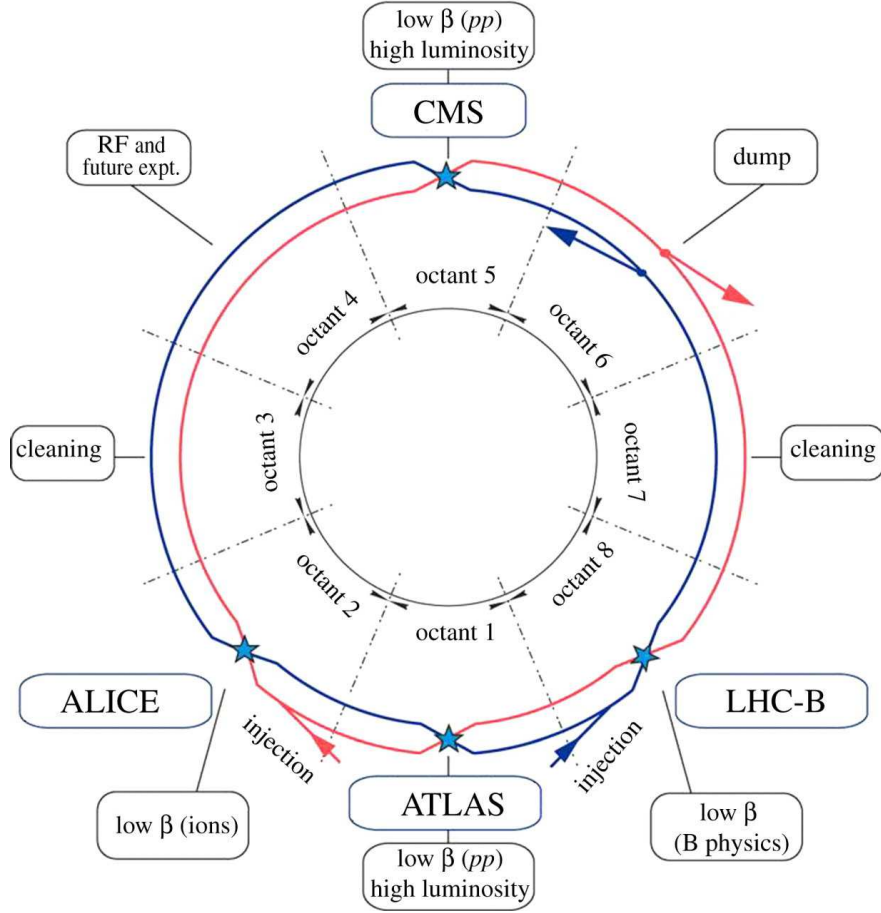 low β (pp)
high luminosity
CMS
RF and
future expt.
dump
octant 5
octant 4
octant 6
cleaning
octant 3
octant 7
cleaning
octant 2
octant 8
octant 1
ALICE
injection
injection
LHC-B
ATLAS
low β (ions)
low β
(B physics)
low β (pp)
high luminosity